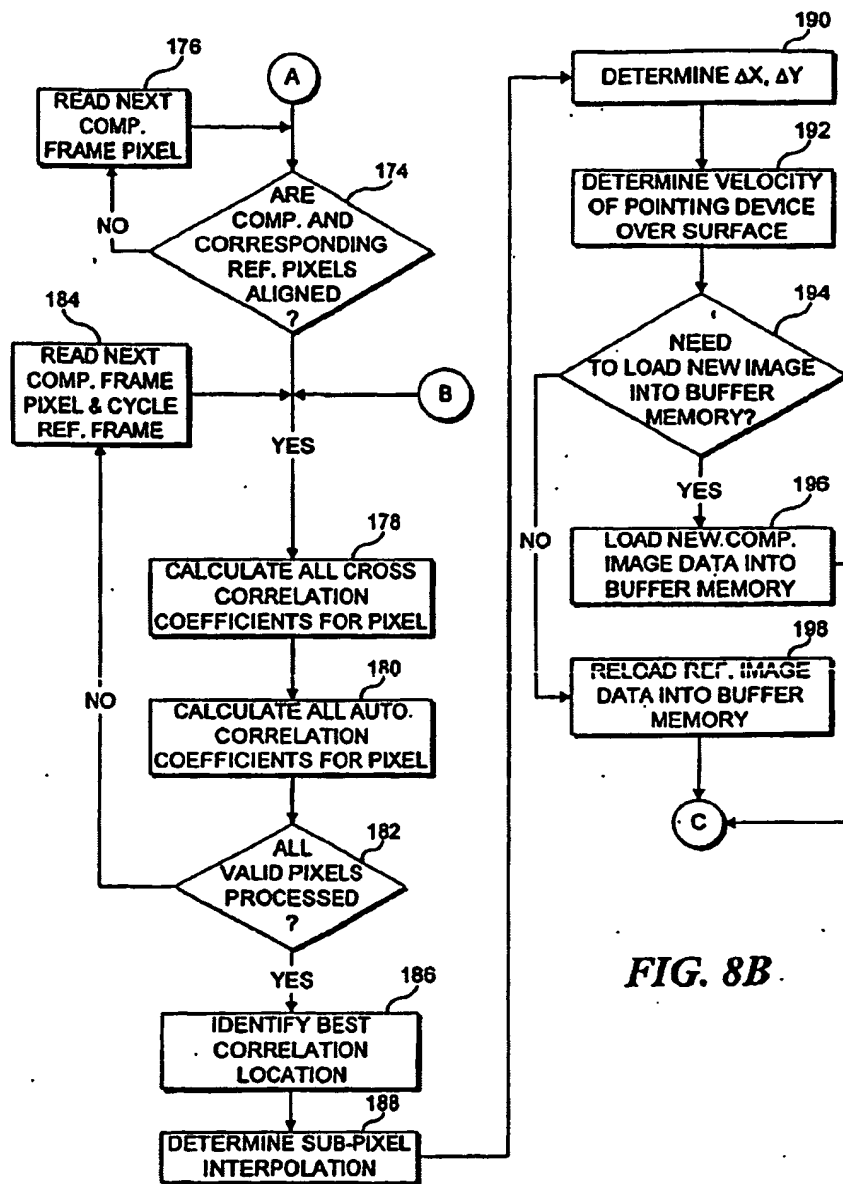 176
A
READ NEXT
COMP.
FRAME PIXEL
174
ARE
COMP. AND
CORRESPONDING
REF. PIXELS
ALIGNED
?
NO
184
READ NEXT
COMP. FRAME
PIXEL & CYCLE
REF. FRAME
B
YES
178
CALCULATE ALL CROSS
CORRELATION
COEFFICIENTS FOR PIXEL
180
CALCULATE ALL AUTO.
CORRELATION
COEFFICIENTS FOR PIXEL
NO
182
ALL
VALID PIXELS
PROCESSED
?
YES
186
IDENTIFY BEST
CORRELATION
LOCATION
188
DETERMINE SUB-PIXEL
INTERPOLATION
190
DETERMINE ΔX, ΔY
192
DETERMINE VELOCITY
OF POINTING DEVICE
OVER SURFACE
194
NEED
TO LOAD NEW IMAGE
INTO BUFFER
MEMORY?
YES
196
NO
LOAD NEW COMP.
IMAGE DATA INTO
BUFFER MEMORY
198
RELOAD REF. IMAGE
DATA INTO BUFFER
MEMORY
C
FIG. 8B